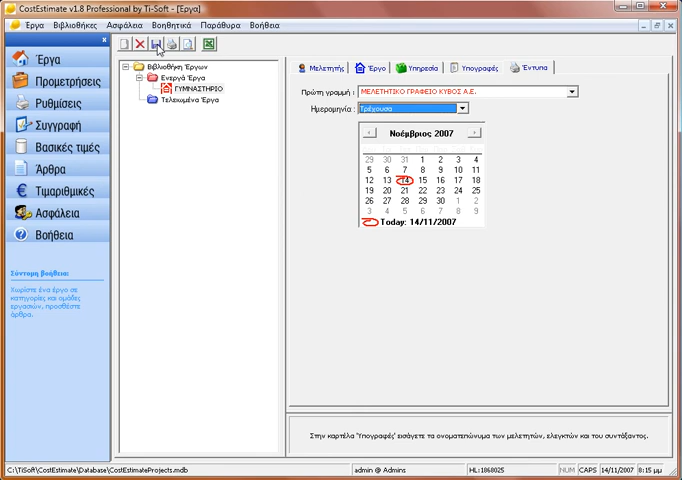 CostEstimate v1.8 Professional by Ti-Soft - [Εργα]
Έργα Βιβλιοθήκες Ασφάλεια Βοηθητικά Παράθυρα Βοήθεια
Έργα
Προμετρήσεις
Ρυθμίσεις
Συγγραφή
Βασικές τιμές
Άρθρα
Τιμαριθμικές
Ασφάλεια
Βοήθεια
Σύντομη βοήθεια:
Χωρίστε ένα έργο σε
κατηγορίες και ομάδες
εργασιών, προσθέστε
άρθρα.
Βιβλιοθήκη Έργων
Ενεργά Έργα
ΓΥΜΝΑΣΤΗΡΙΟ
Τελειωμένα Έργα
Μελετητής Έργο Υπηρεσία Υπογραφές Έντυπα
Πρώτη γραμμή : ΜΕΛΕΤΗΤΙΚΟ ΓΡΑΦΕΙΟ ΚΥΒΟΣ Α.Ε.
Ημερομηνία : Τρέχουσα
Νοέμβριος 2007
29 30 31 1 2 3 4
5 6 7 8 9 10 11
12 13 14 15 16 17 18
19 20 21 22 23 24 25
26 27 28 29 30 1 2
3 4 5 6 7 8 9
Today: 14/11/2007
Στην καρτέλα 'Υπογραφές' εισάγετε τα ονοματεπώνυμα των μελετητών, ελεγκτών και του συντάξαντος.
C:\TiSoft\CostEstimate\Database\CostEstimateProjects.mdb admin @ Admins HL:1868025 NUM CAPS 14/11/2007 8:15 μμ